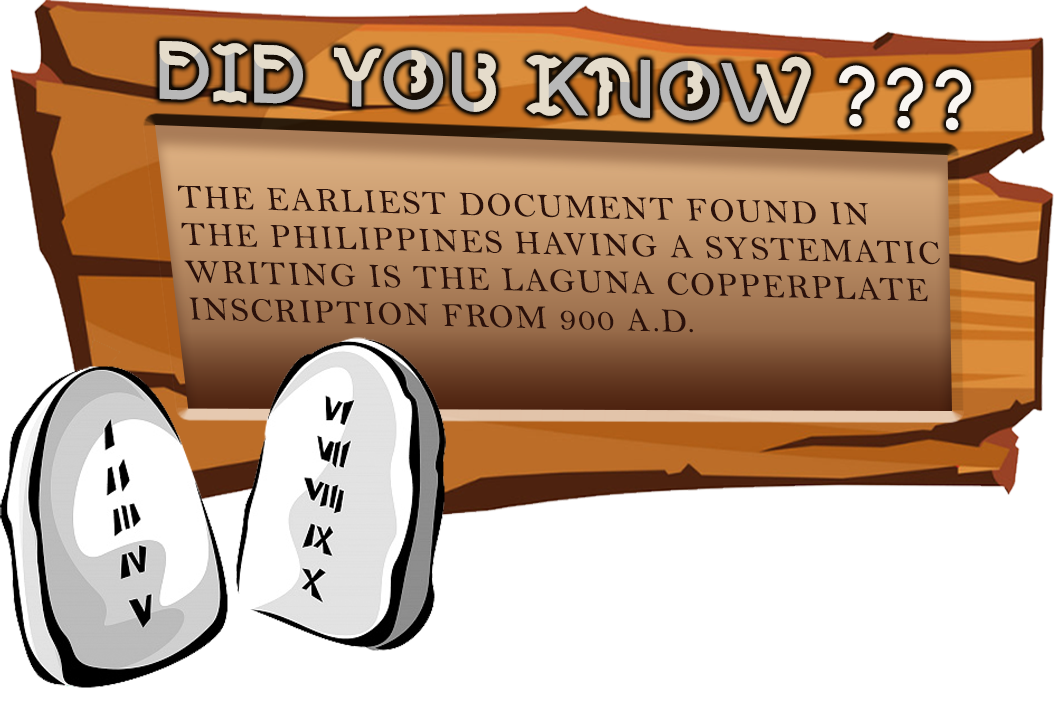 DID YOU KNOW ???
THE EARLIEST DOCUMENT FOUND IN
THE PHILIPPINES HAVING A SYSTEMATIC
WRITING IS THE LAGUNA COPPERPLATE
INSCRIPTION FROM 900 A.D.
I
II
III
IV
V
VI
VII
VIII
IX
X